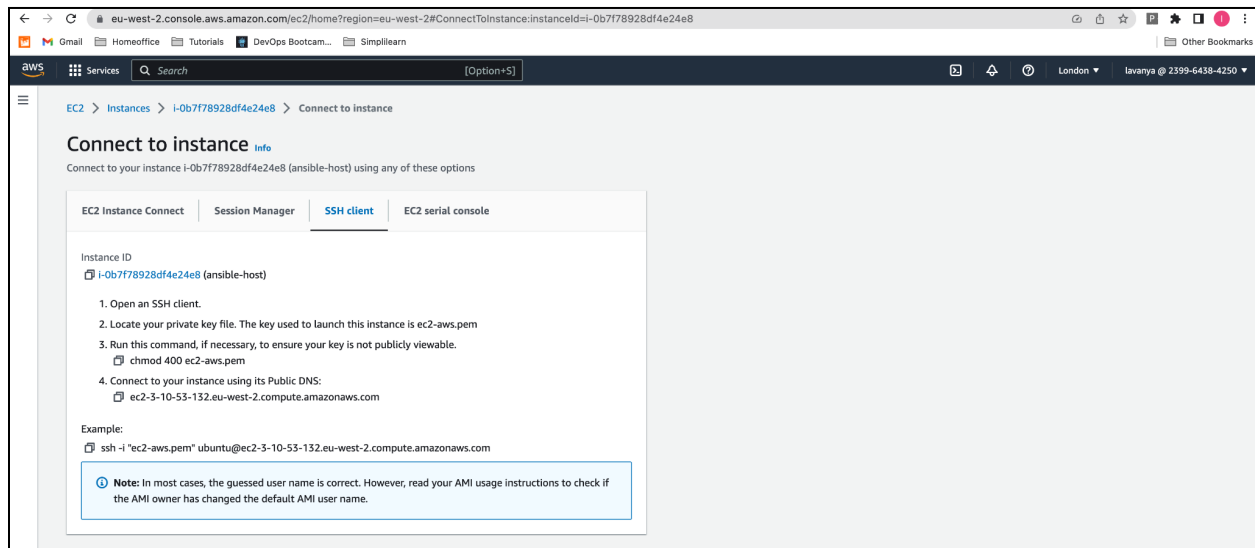 eu-west-2.console.aws.amazon.com/ec2/home?region=eu-west-2#ConnectToInstance:instanceId=i-0b7f78928df4e24e8
Gmail Homeoffice Tutorials DevOps Bootcam... Simplilearn Other Bookmarks
aws Services Search [Option+S] London lavanya @ 2399-6438-4250
EC2 > Instances > i-0b7f78928df4e24e8 > Connect to instance
Connect to instance Info
Connect to your instance i-0b7f78928df4e24e8 (ansible-host) using any of these options
EC2 Instance Connect Session Manager SSH client EC2 serial console
Instance ID
i-0b7f78928df4e24e8 (ansible-host)
1. Open an SSH client.
2. Locate your private key file. The key used to launch this instance is ec2-aws.pem
3. Run this command, if necessary, to ensure your key is not publicly viewable.
chmod 400 ec2-aws.pem
4. Connect to your instance using its Public DNS:
ec2-3-10-53-132.eu-west-2.compute.amazonaws.com
Example:
ssh -i "ec2-aws.pem" ubuntu@ec2-3-10-53-132.eu-west-2.compute.amazonaws.com
Note: In most cases, the guessed user name is correct. However, read your AMI usage instructions to check if
the AMI owner has changed the default AMI user name.